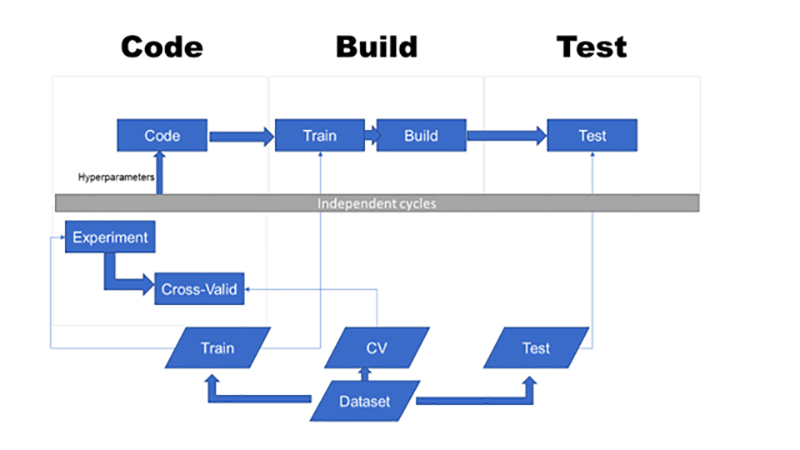 Code
Build
Test
Code
Train
Build
Test
Hyperparameters
Independent cycles
Experiment
Cross-Valid
Train
CV
Test
Dataset